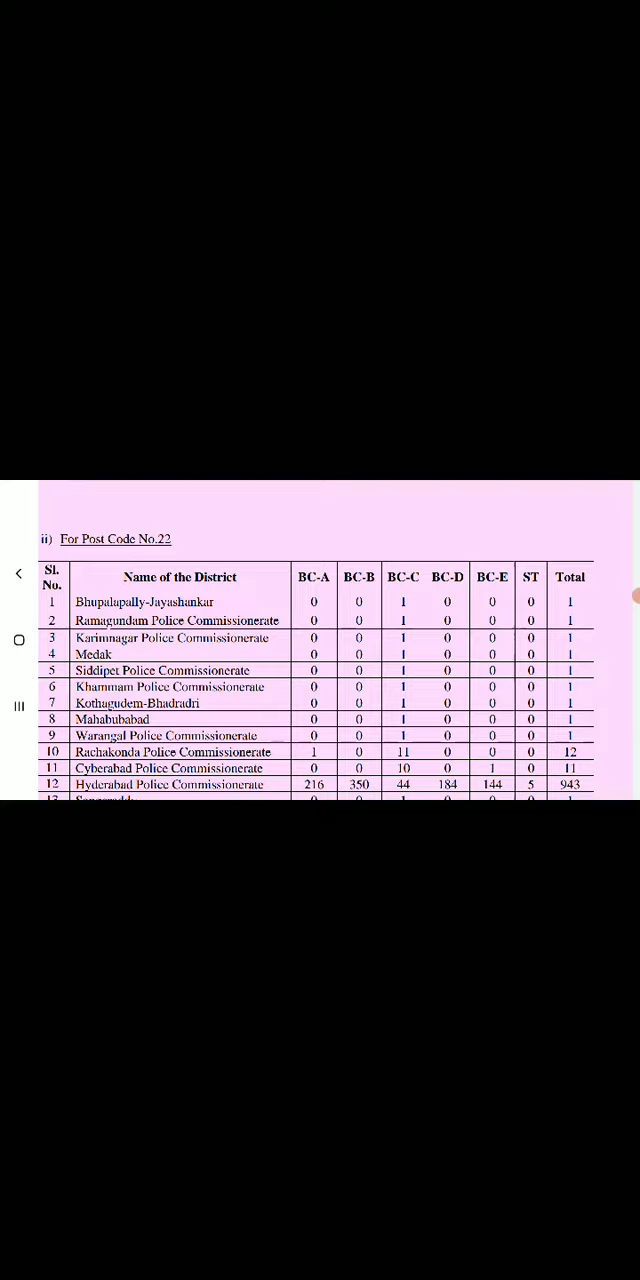 ii) For Post Code No.22
Sl. No. Name of the District BC-A BC-B BC-C BC-D BC-E ST Total
1 Bhupalapally-Jayashankar 0 0 1 0 0 0 1
2 Ramagundam Police Commissionerate 0 0 1 0 0 0 1
3 Karimnagar Police Commissionerate 0 0 1 0 0 0 1
4 Medak 0 0 1 0 0 0 1
5 Siddipet Police Commissionerate 0 0 1 0 0 0 1
6 Khammam Police Commissionerate 0 0 1 0 0 0 1
7 Kothagudem-Bhadradri 0 0 1 0 0 0 1
8 Mahabubabad 0 0 1 0 0 0 1
9 Warangal Police Commissionerate 0 0 1 0 0 0 1
10 Rachakonda Police Commissionerate 1 0 11 0 0 0 12
11 Cyberabad Police Commissionerate 0 0 10 0 1 0 11
12 Hyderabad Police Commissionerate 216 350 44 184 144 5 943